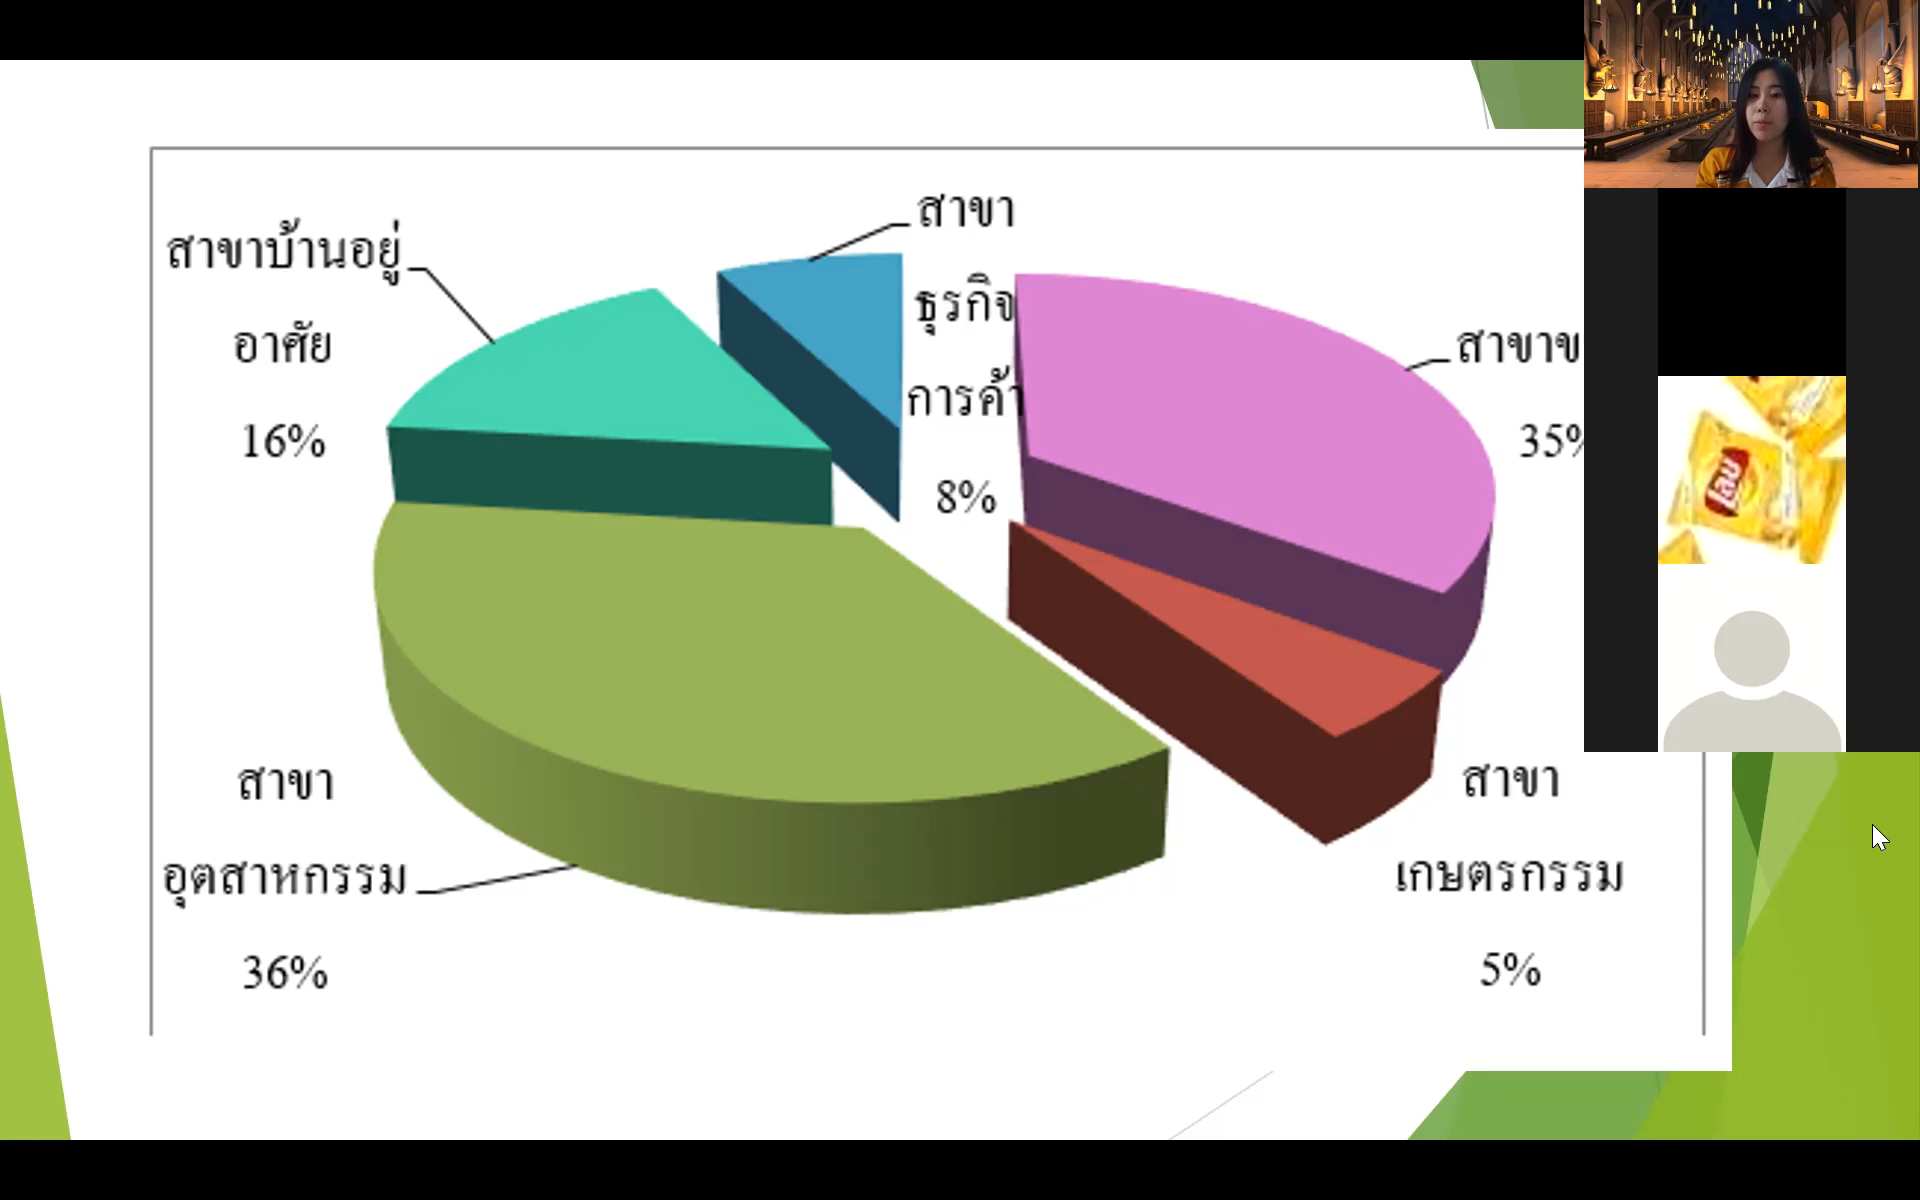 สาขา
ธุรกิจ
การค้า
8%
สาขาบ้านอยู่
อาศัย
16%
35%
สาขา
อุตสาหกรรม
36%
สาขา
เกษตรกรรม
5%